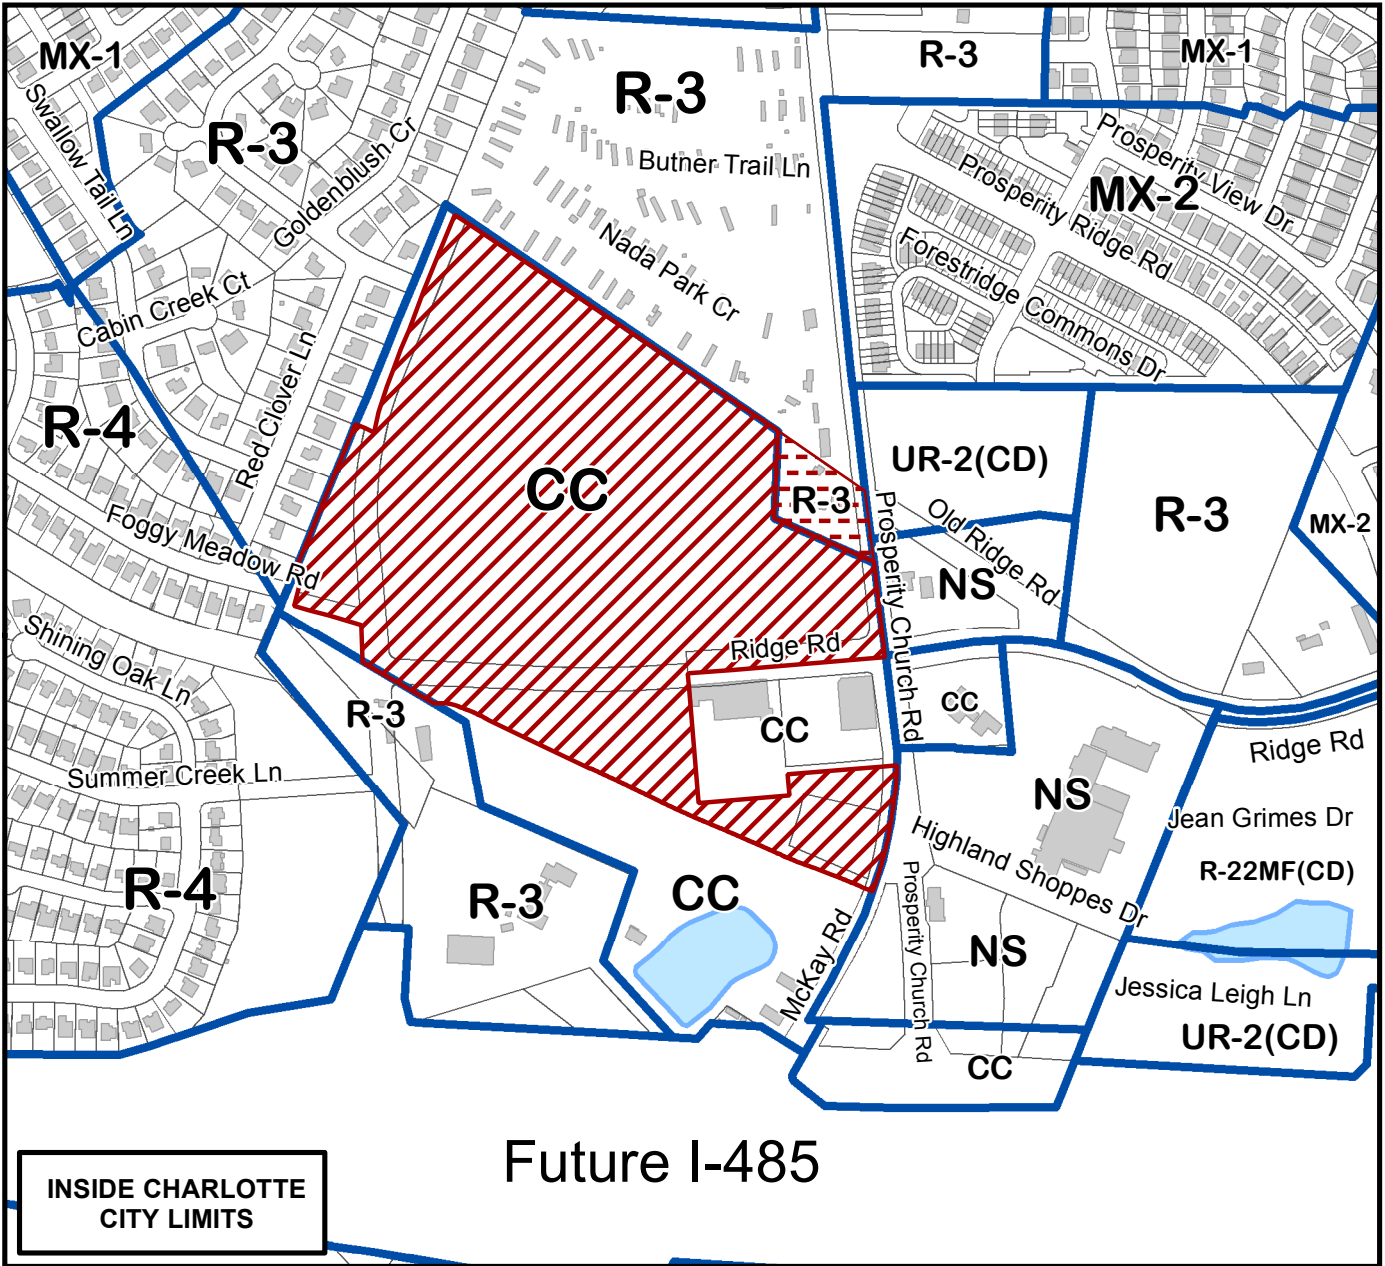 MX-1
R-3
MX-1
R-3
Swallow Tail Ln
R-3
Goldenblush Cr
Butner Trail Ln
Prosperity View Dr
Prosperity Ridge Rd
MX-2
Nada Park Cr
Forestridge Commons Dr
Cabin Creek Ct
Red Clover Ln
R-4
CC
R-3
UR-2(CD)
R-3
MX-2
Old Ridge Rd
Prosperity Church Rd
NS
Foggy Meadow Rd
Shining Oak Ln
Ridge Rd
R-3
CC
CC
Ridge Rd
Summer Creek Ln
NS
Jean Grimes Dr
Highland Shoppes Dr
R-22MF(CD)
R-4
R-3
CC
Prosperity Church Rd
McKay Rd
NS
Jessica Leigh Ln
UR-2(CD)
CC
Future I-485
INSIDE CHARLOTTE
CITY LIMITS